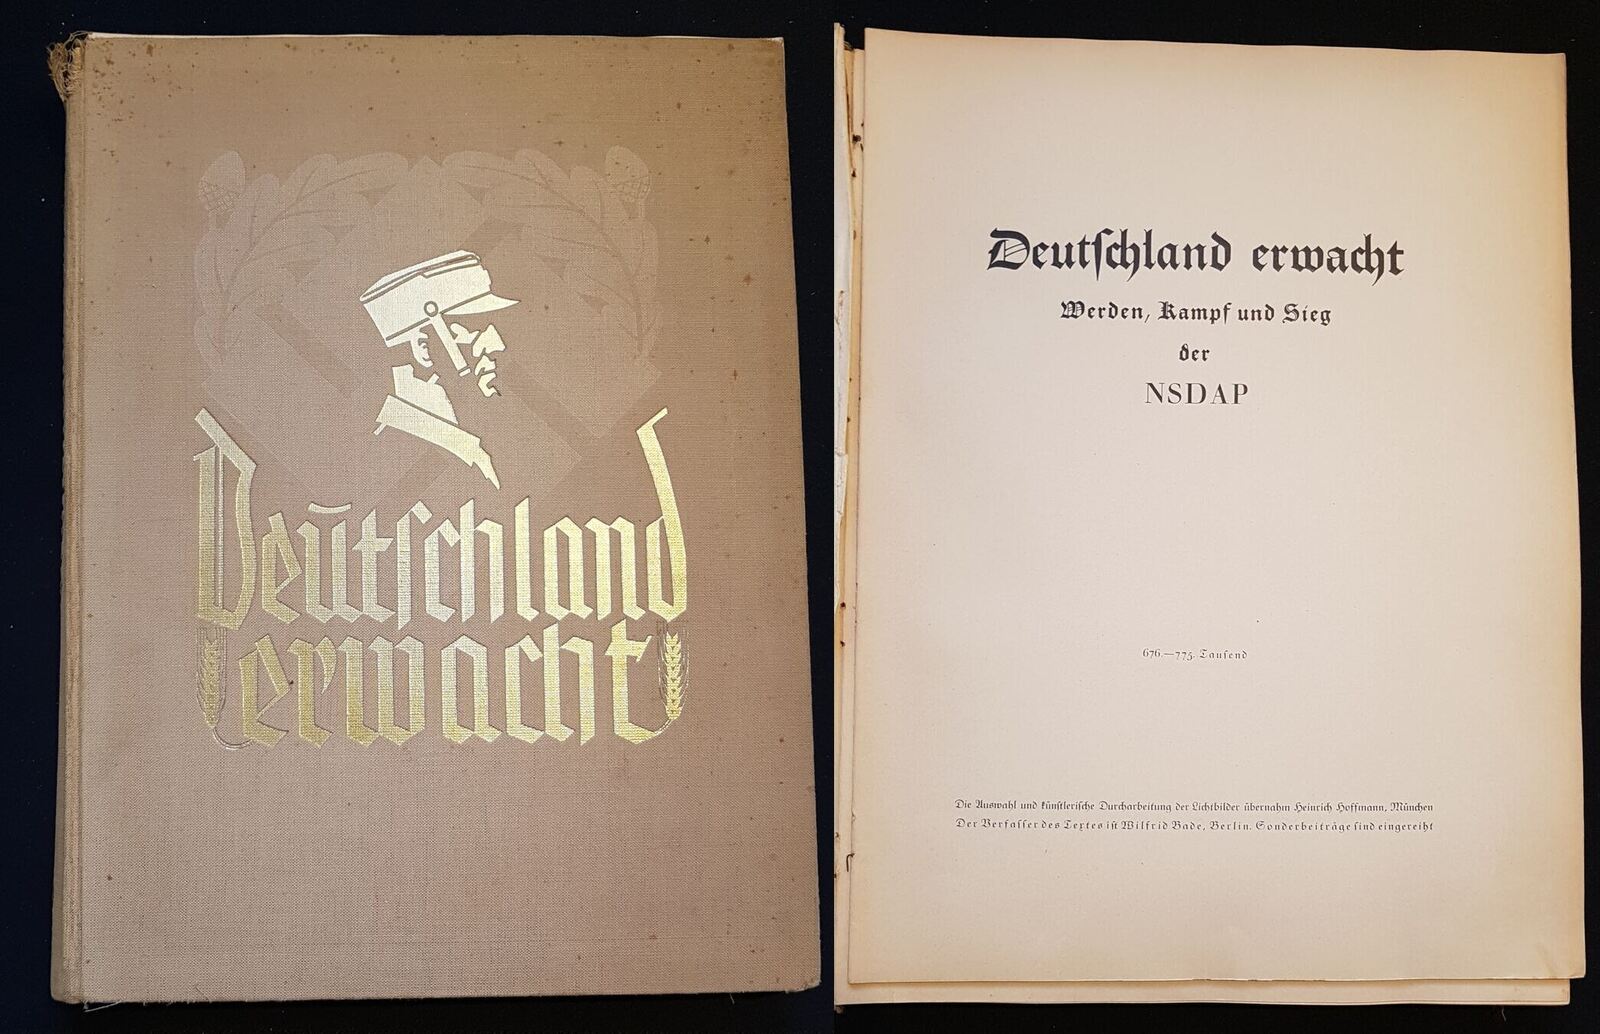 Deutſchland
erwacht
Deutſchland erwacht
Werden, Kampf und Sieg
der
NSDAP
676.—775. Tauſend
Die Auswahl und künſtleriſche Durcharbeitung der Lichtbilder übernahm Heinrich Hoffmann, München
Der Verfaſſer des Textes iſt Wilfrid Bade, Berlin. Sonderbeiträge ſind eingereiht